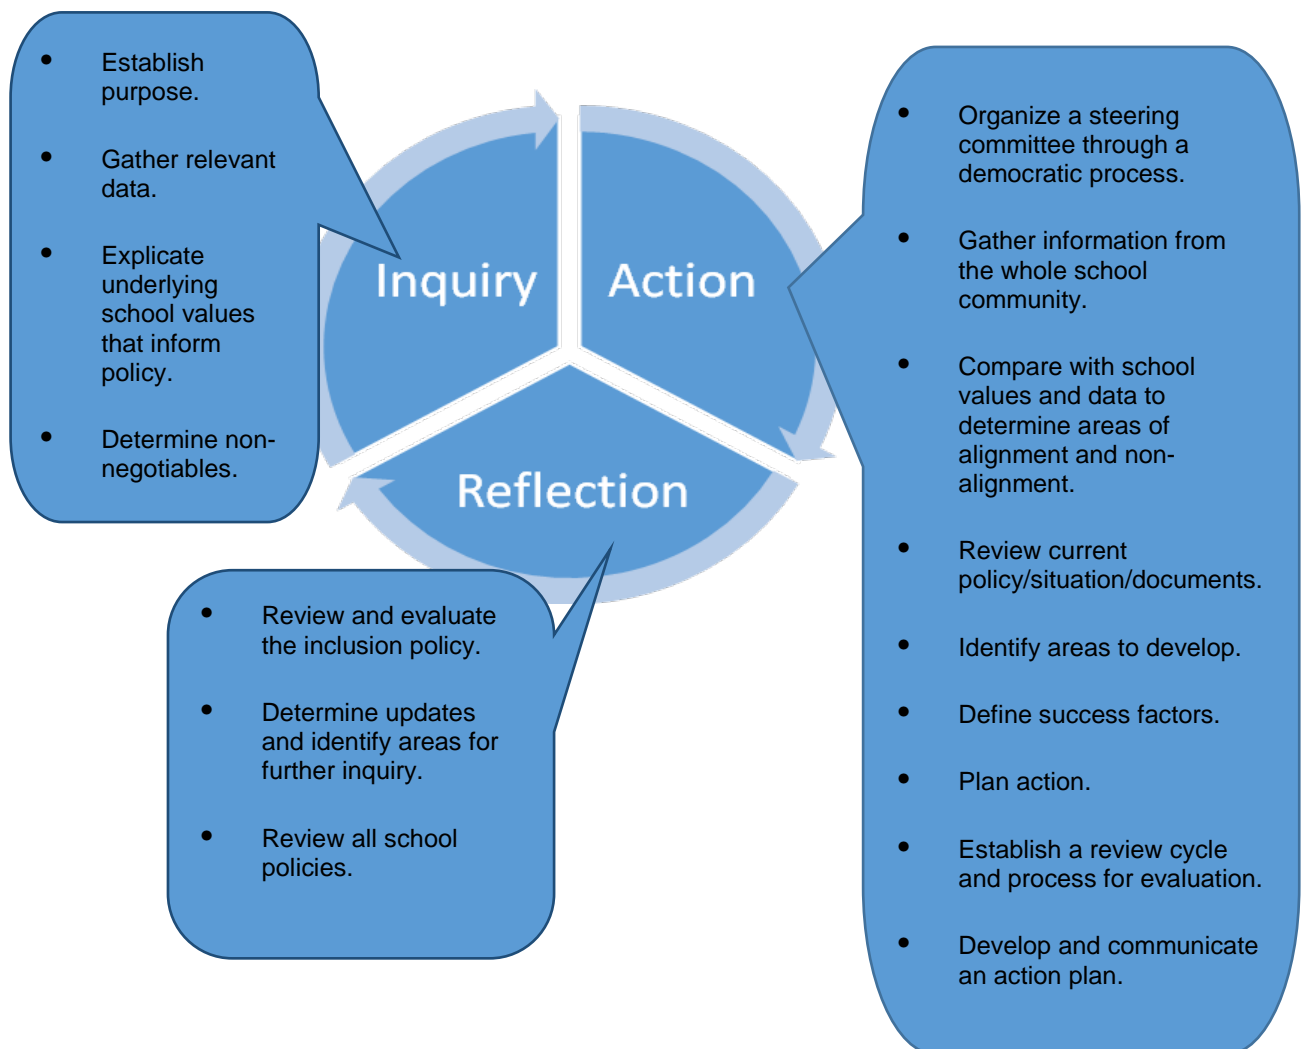 • Establish
purpose.
• Gather relevant
data.
• Explicate
underlying
school values
that inform
policy.
• Determine non-
negotiables.
Inquiry
Action
Reflection
• Organize a steering
committee through a
democratic process.
• Gather information from
the whole school
community.
• Compare with school
values and data to
determine areas of
alignment and non-
alignment.
• Review current
policy/situation/documents.
• Identify areas to develop.
• Define success factors.
• Plan action.
• Establish a review cycle
and process for evaluation.
• Develop and communicate
an action plan.
• Review and evaluate
the inclusion policy.
• Determine updates
and identify areas for
further inquiry.
• Review all school
policies.